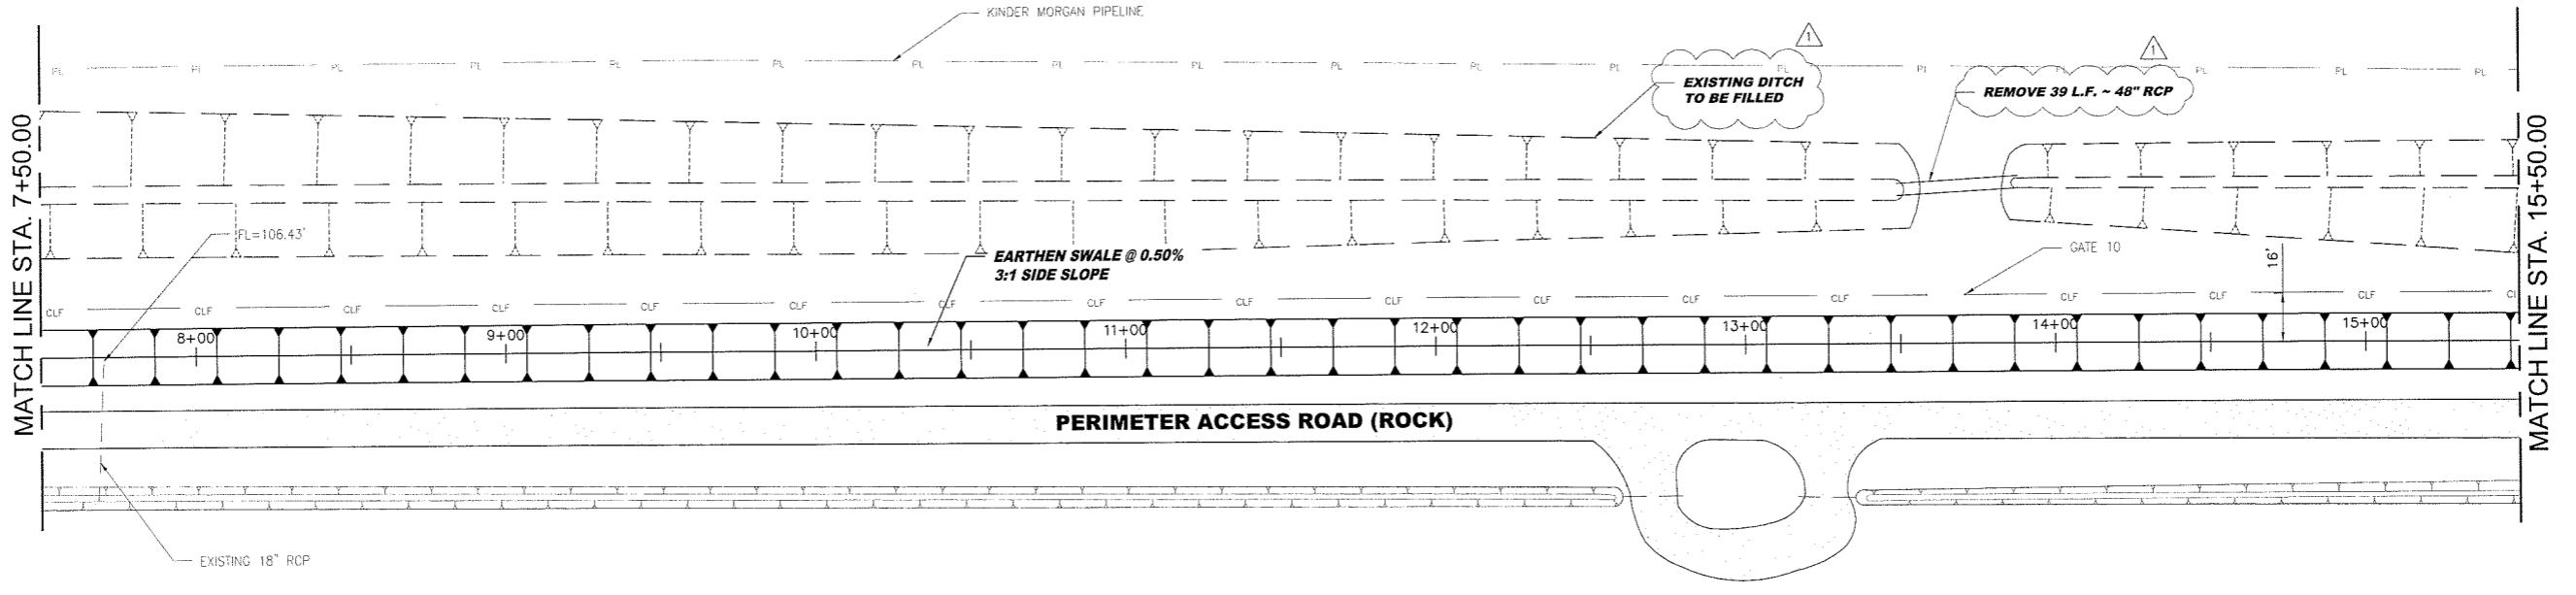 KINDER MORGAN PIPELINE
1
1
PL PL PL PL PL PL PL PL PL PL PL PL PL PL PL PL PL PL
EXISTING DITCH
TO BE FILLED
REMOVE 39 L.F. ~ 48" RCP
MATCH LINE STA. 7+50.00
MATCH LINE STA. 15+50.00
FL=106.43'
EARTHEN SWALE @ 0.50%
3:1 SIDE SLOPE
GATE 10
16'
CLF CLF CLF CLF CLF CLF CLF CLF CLF CLF CLF CLF CLF CLF CLF CLF
8+00 9+00 10+00 11+00 12+00 13+00 14+00 15+00
PERIMETER ACCESS ROAD (ROCK)
EXISTING 18" RCP